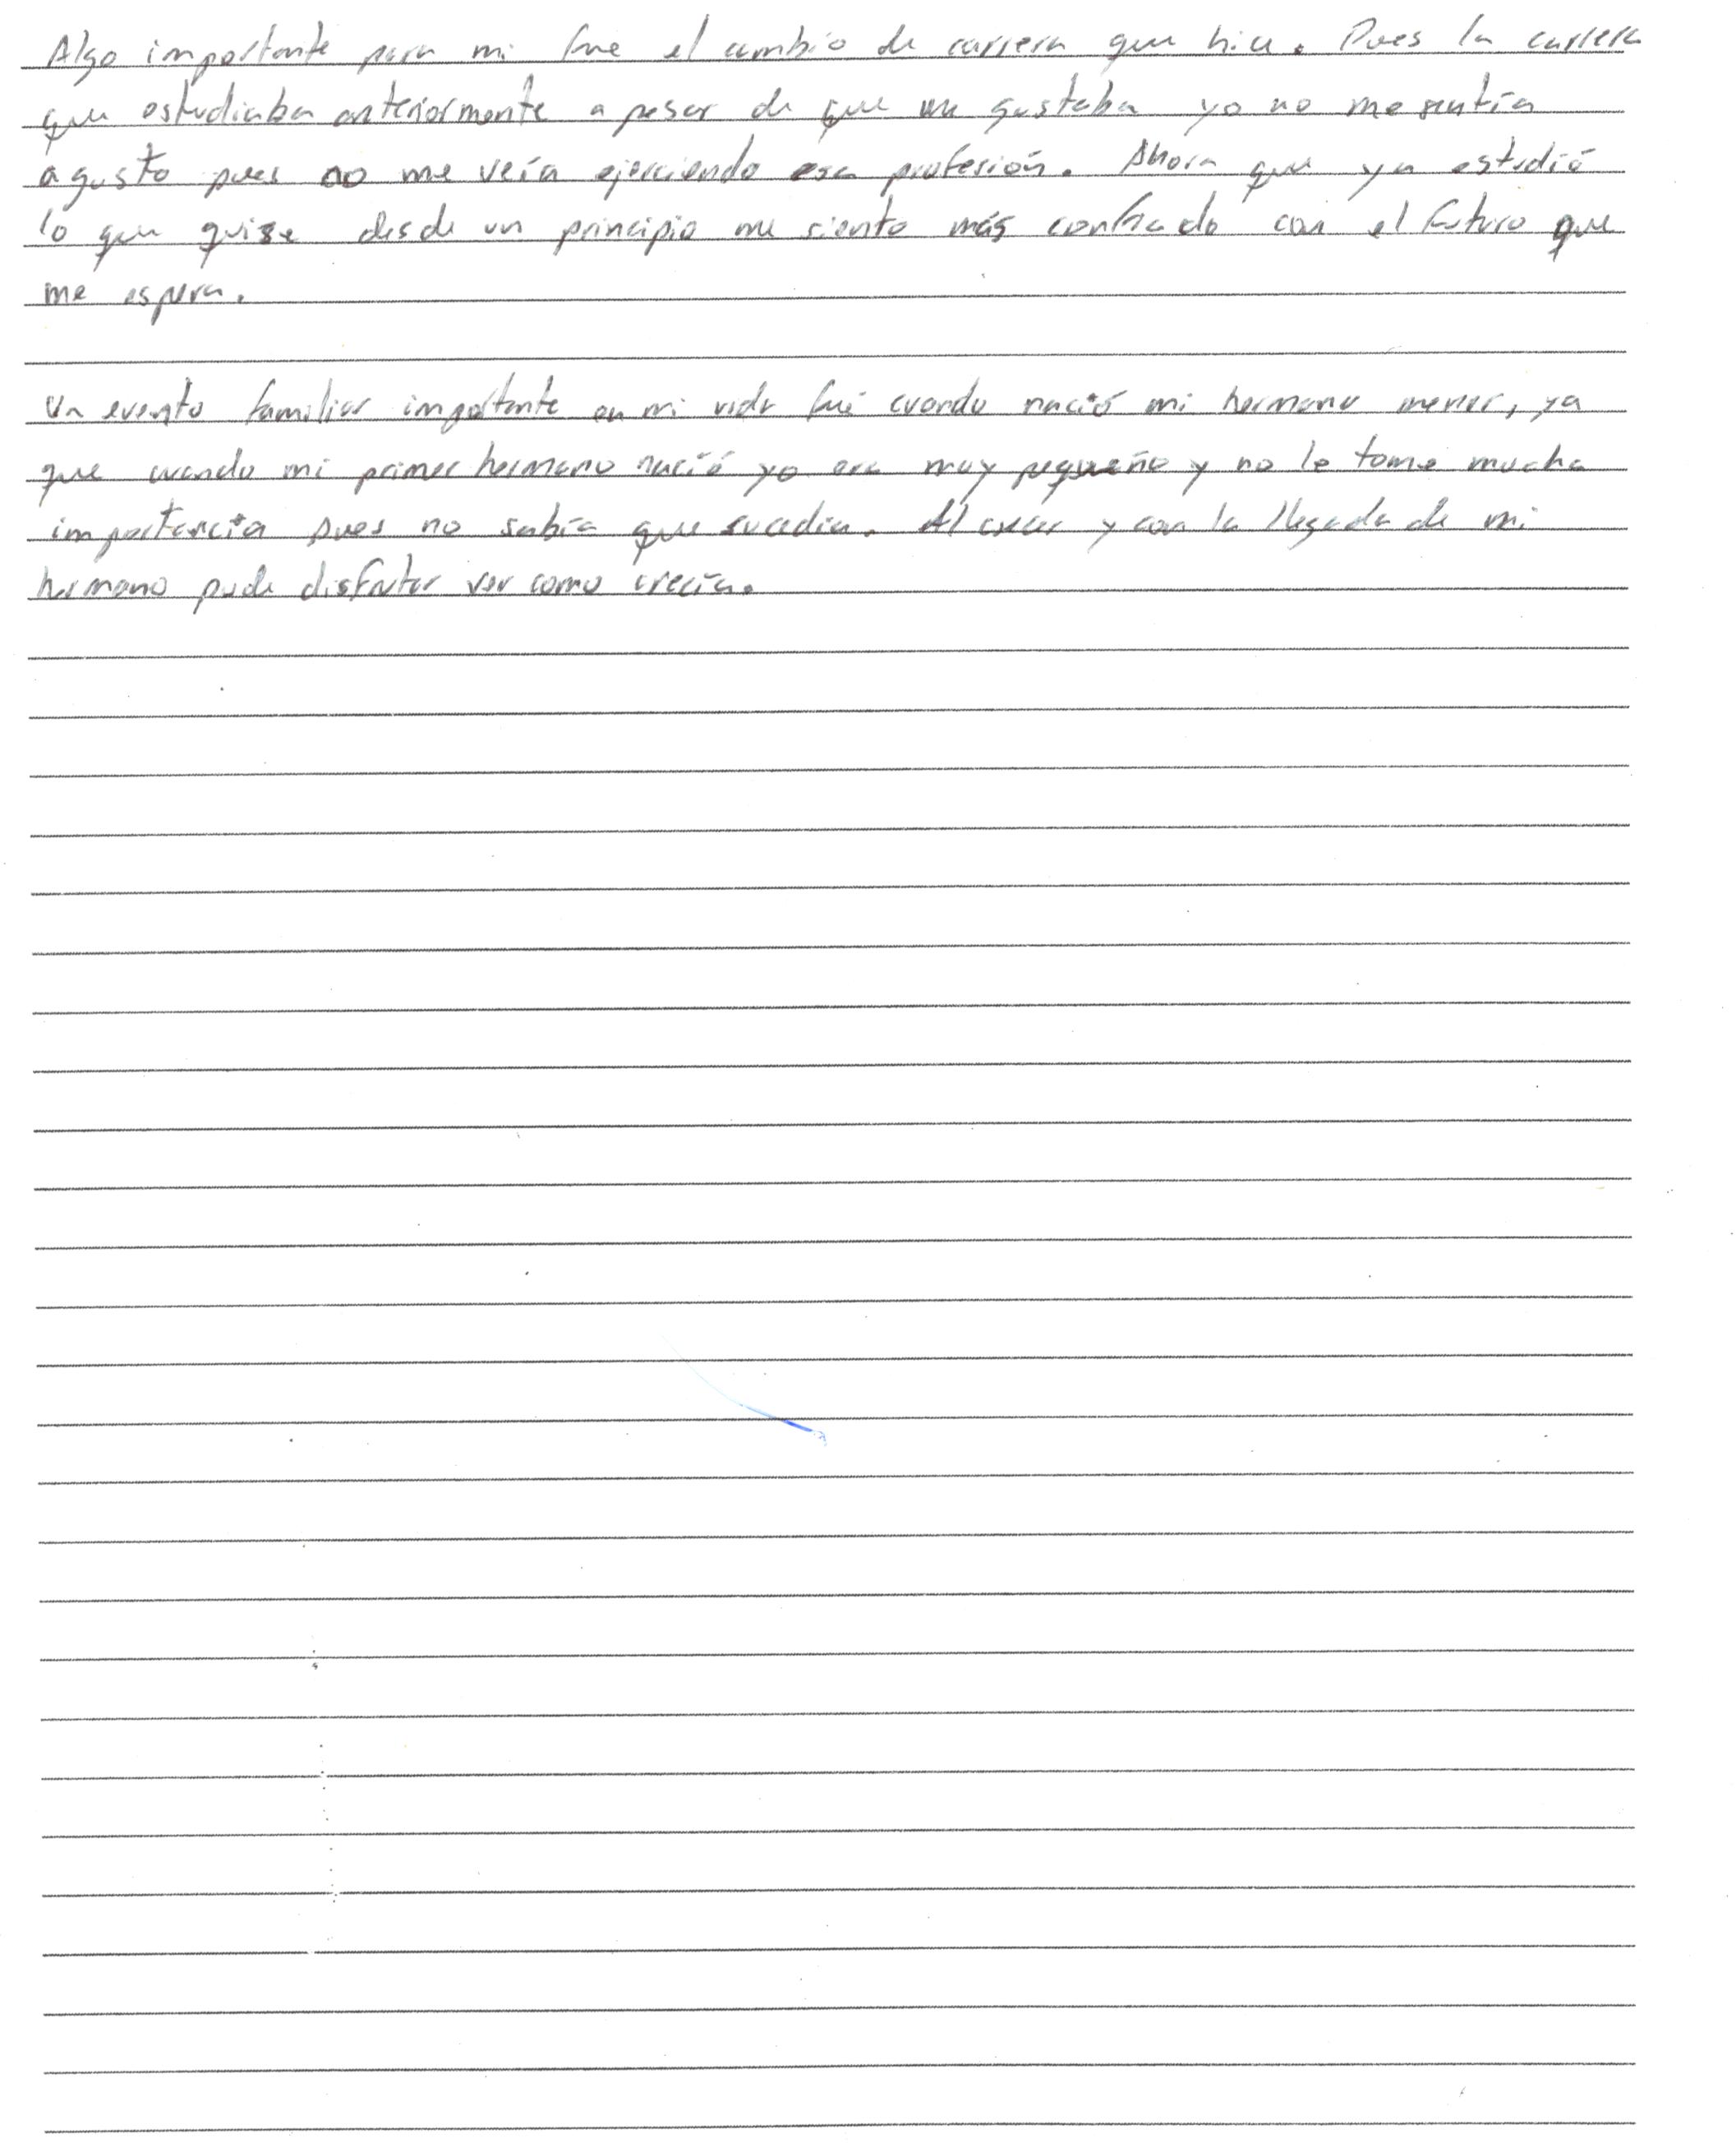 Algo importante para mi fue el cambio de carrera que hice. Pues la carrera
que estudiaba anteriormente a pesar de que me gustaba yo no me sentía
agusto pues no me veía ejerciendo esa profesión. Ahora que ya estudió
lo que quise desde un principio me siento más confiado con el futuro que
me espera.
Un evento familiar importante en mi vida fué cuando nació mi hermano menor, ya
que cuando mi primer hermano nació yo era muy pequeño y no le tome mucha
importancia pues no sabía que sucedia. Al crecer y con la llegada de mi
hermano pude disfrutar ver como crecía.